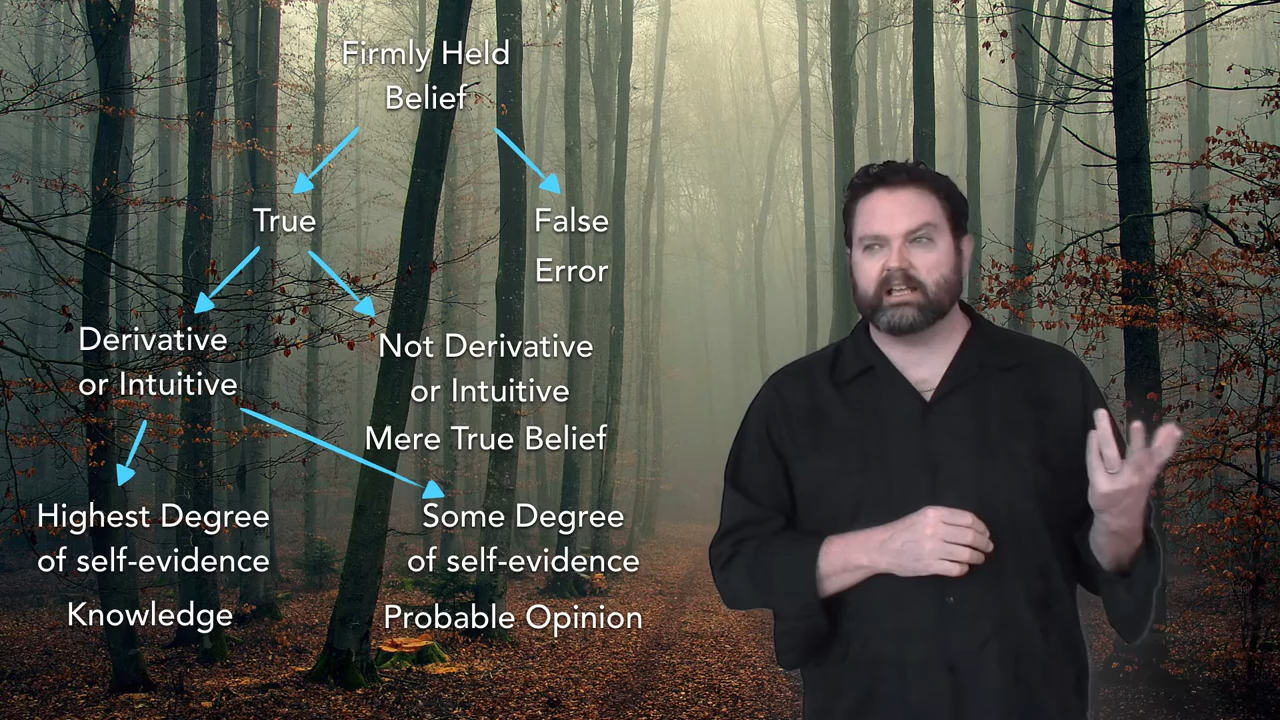 Firmly Held
Belief
True
False
Error
Derivative
or Intuitive
Not Derivative
or Intuitive
Mere True Belief
Highest Degree
of self-evidence
Knowledge
Some Degree
of self-evidence
Probable Opinion